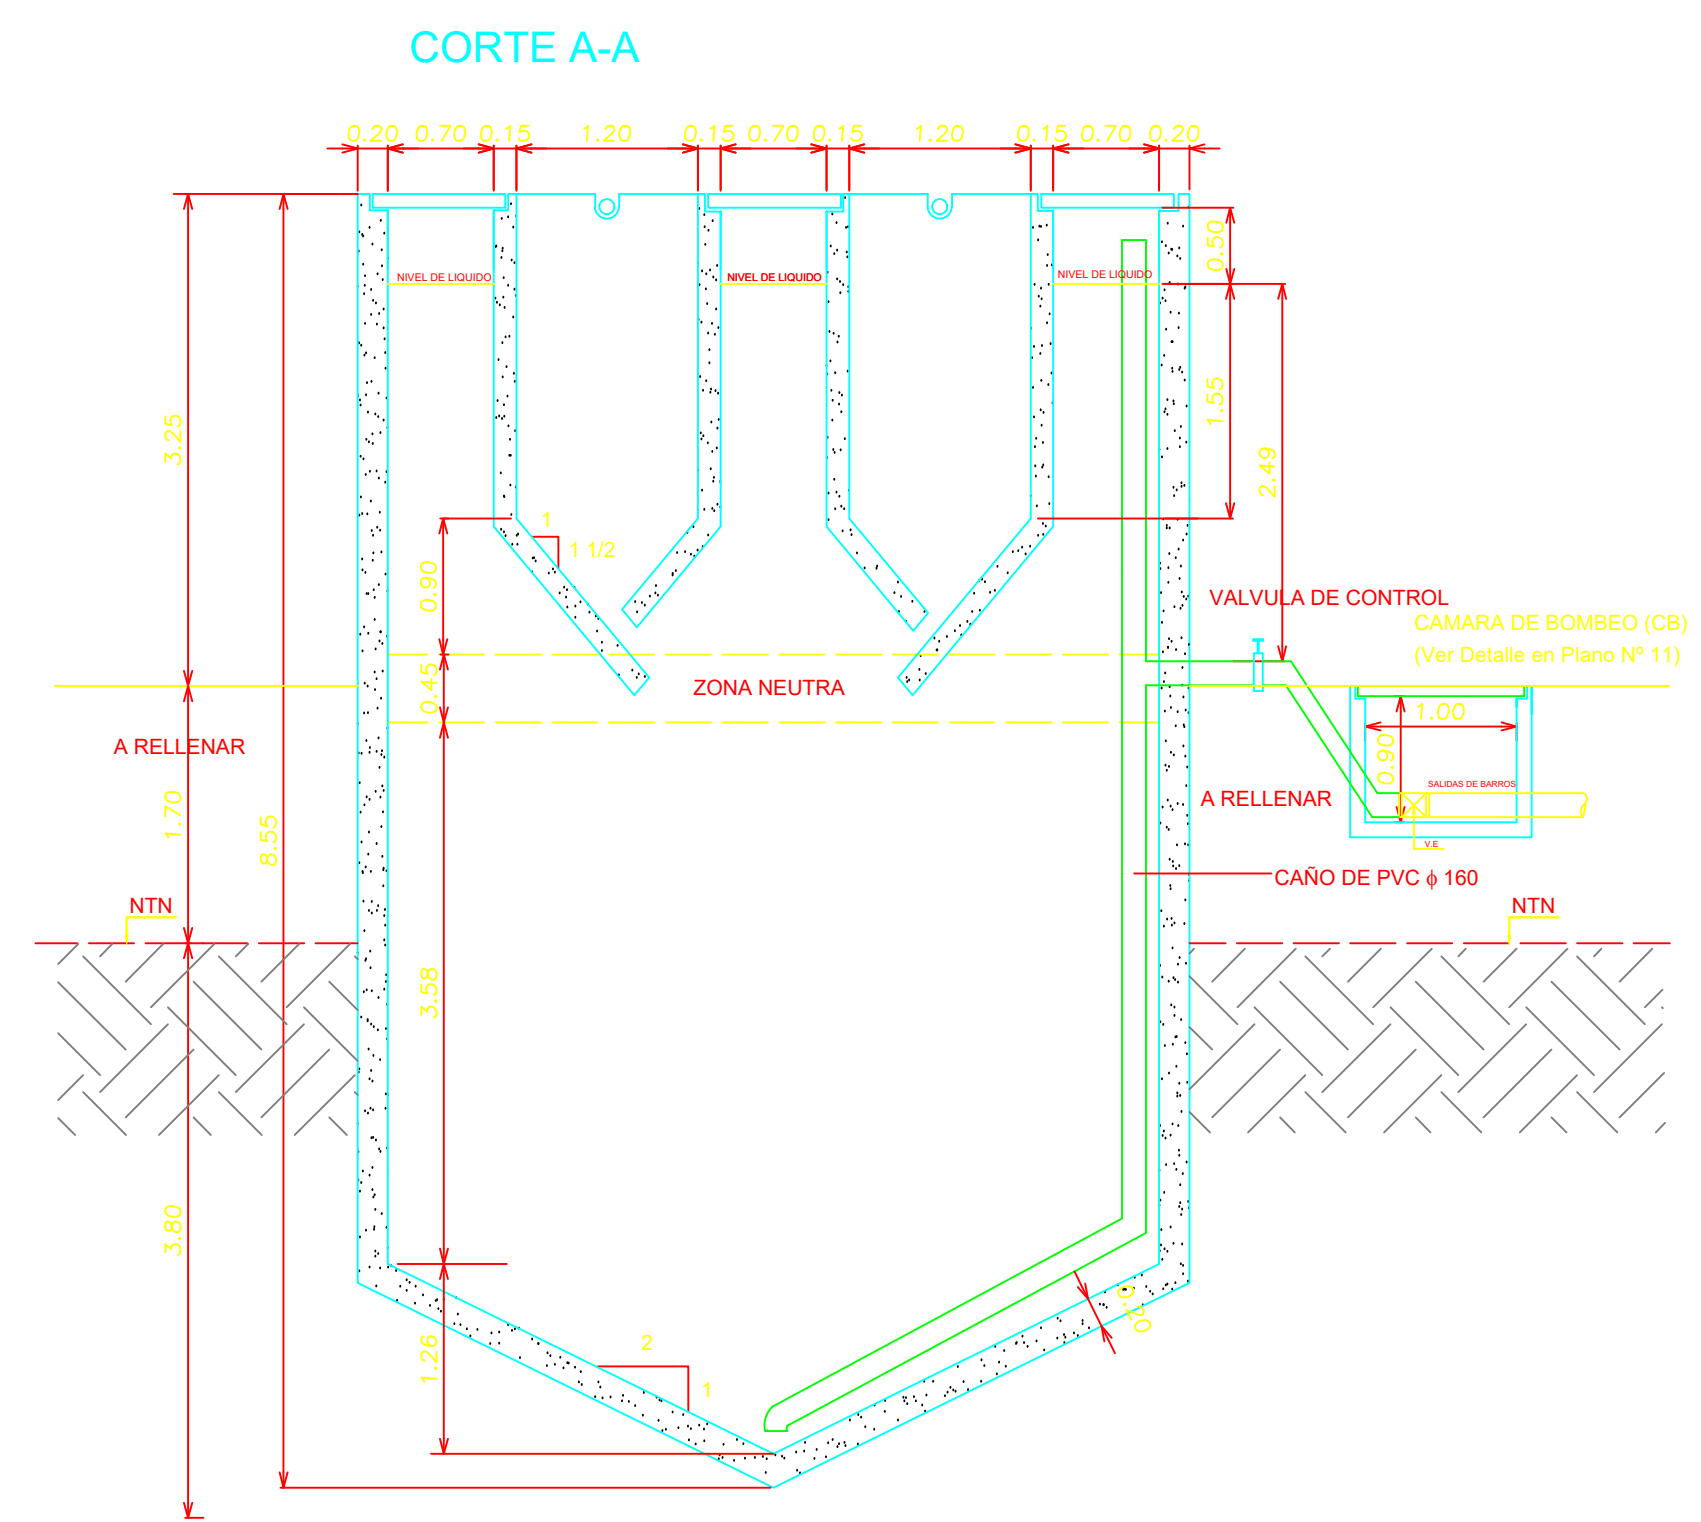 CORTE A-A
0.20 0.70 0.15 1.20 0.15 0.70 0.15 1.20 0.15 0.70 0.20
0.50
NIVEL DE LIQUIDO
NIVEL DE LIQUIDO
NIVEL DE LIQUIDO
3.25
1.55
2.49
1
1 1/2
0.90
VALVULA DE CONTROL
CAMARA DE BOMBEO (CB)
(Ver Detalle en Plano Nº 11)
0.45
ZONA NEUTRA
1.00
A RELLENAR
0.90
SALIDAS DE BARROS
A RELLENAR
1.70
8.55
V.E
CAÑO DE PVC ϕ 160
NTN
NTN
3.58
3.80
0.20
1.26
2
1